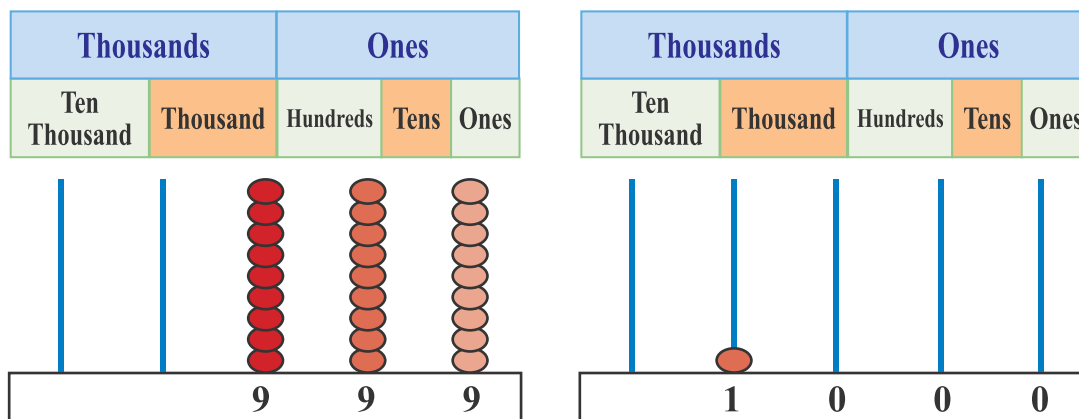 Thousands Ones
Ten Thousand Hundreds Tens Ones
Thousand
9 9 9
Thousands Ones
Ten Thousand Hundreds Tens Ones
Thousand
1 0 0 0